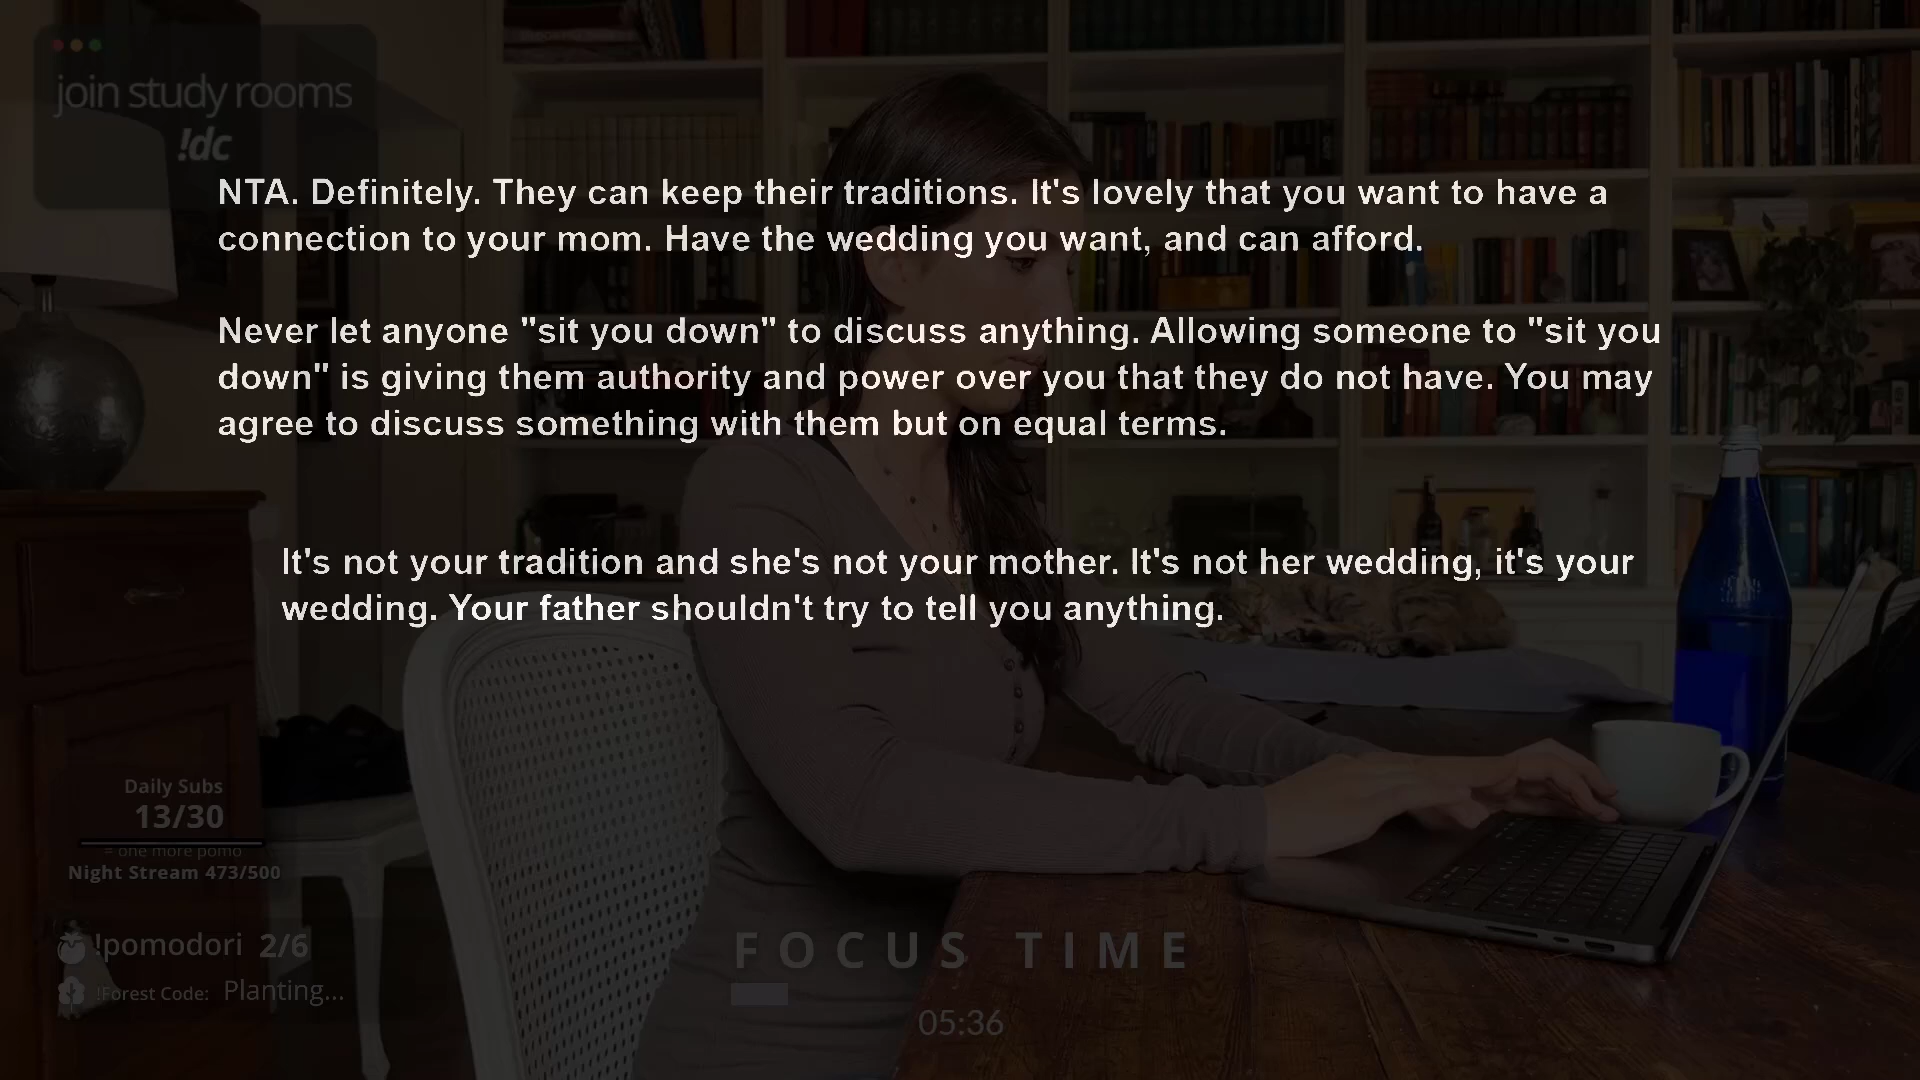 join study rooms
!dc
NTA. Definitely. They can keep their traditions. It's lovely that you want to have a
connection to your mom. Have the wedding you want, and can afford.
Never let anyone "sit you down" to discuss anything. Allowing someone to "sit you
down" is giving them authority and power over you that they do not have. You may
agree to discuss something with them but on equal terms.
It's not your tradition and she's not your mother. It's not her wedding, it's your
wedding. Your father shouldn't try to tell you anything.
Daily Subs
13/30
= one more pomo
Night Stream 473/500
!pomodori 2/6
!Forest Code: Planting...
FOCUS TIME
05:36